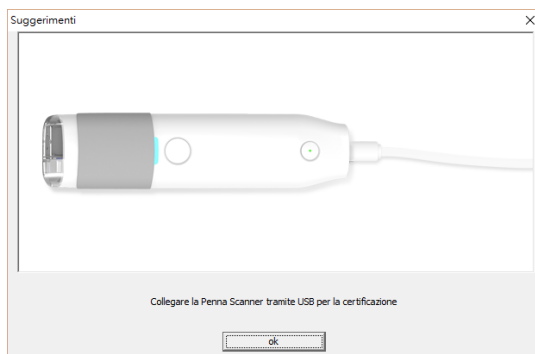 Suggerimenti
Collegare la Penna Scanner tramite USB per la certificazione
ok